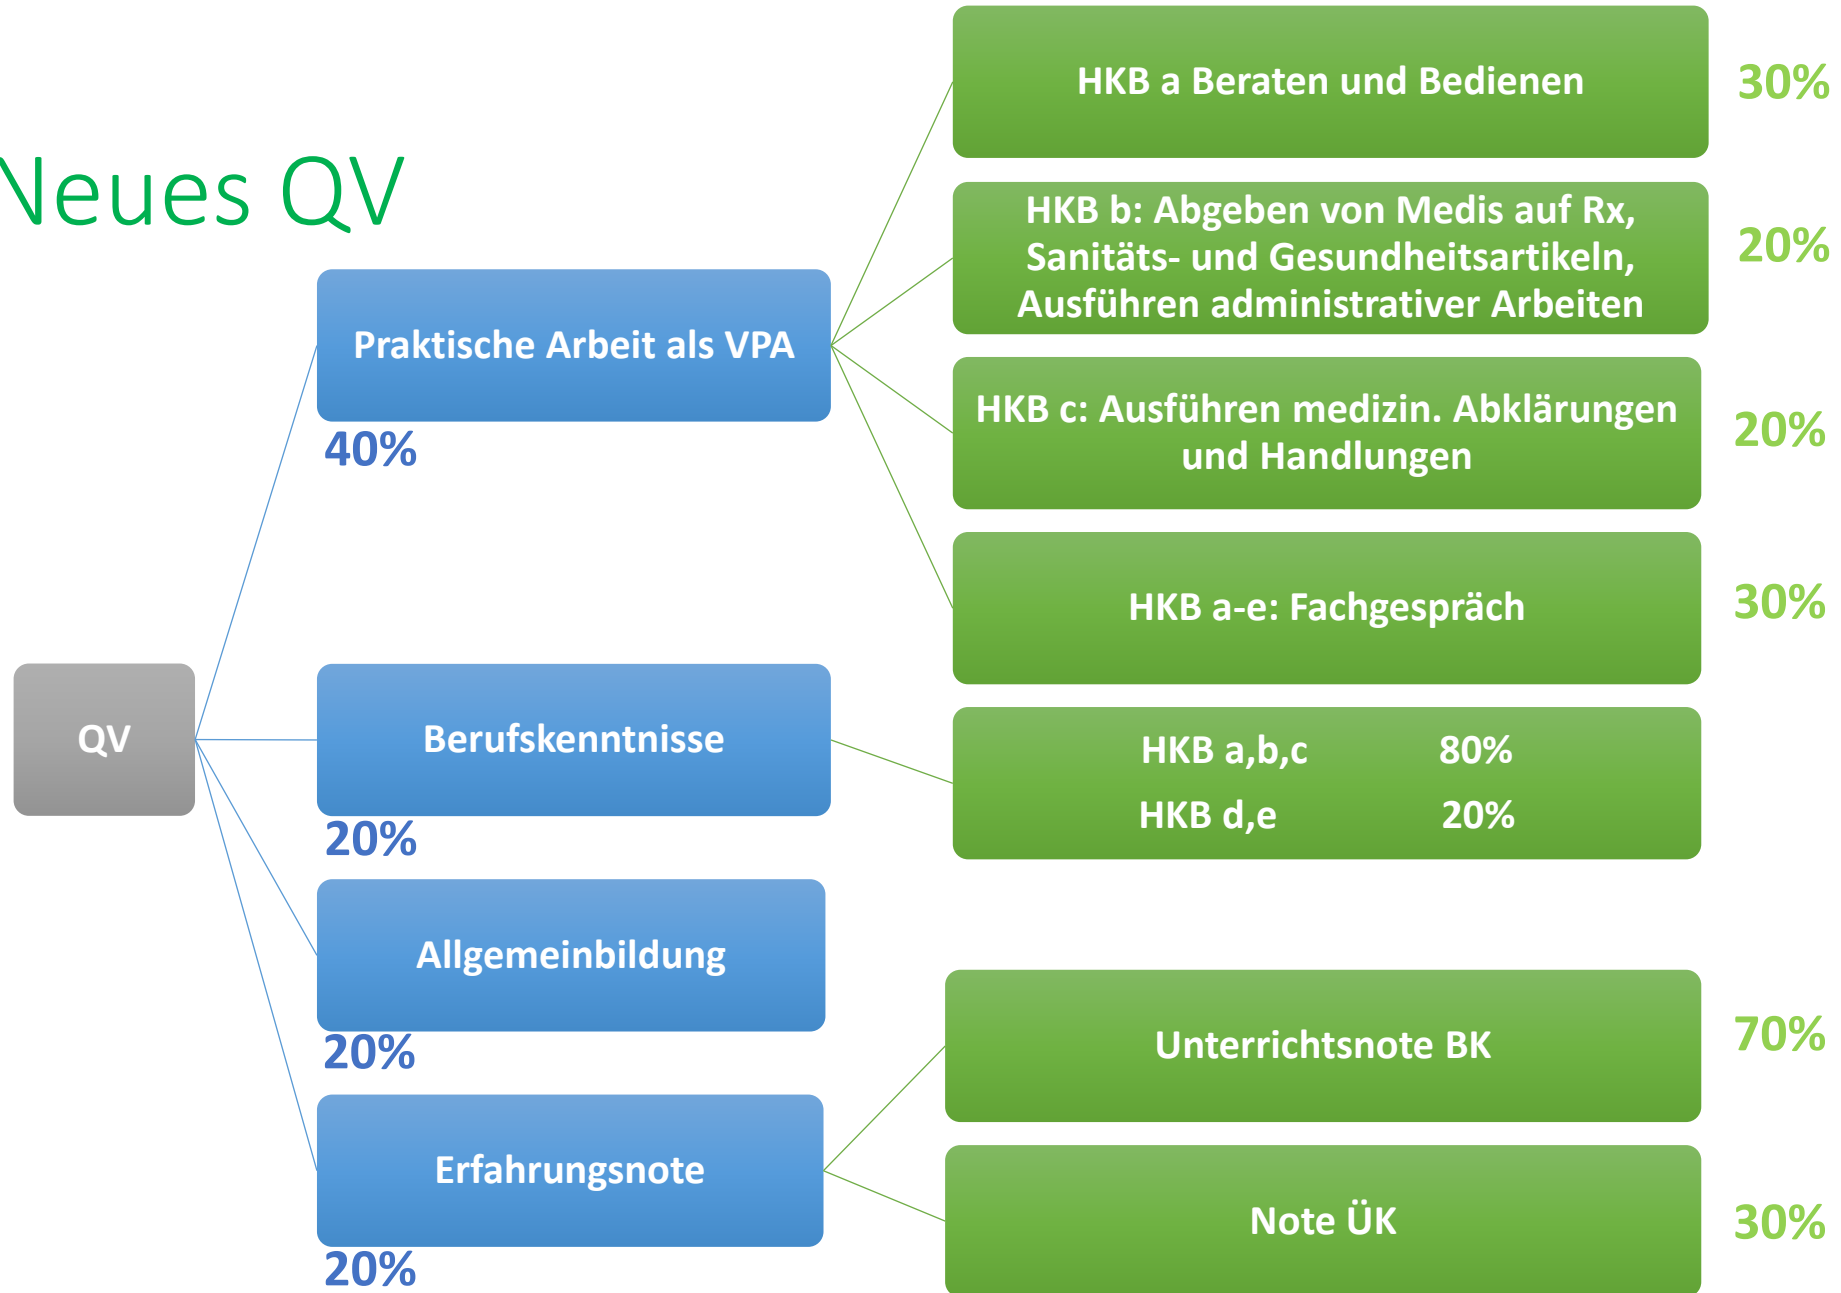 Neues QV
QV
Praktische Arbeit als VPA
40%
HKB a Beraten und Bedienen
30%
HKB b: Abgeben von Medis auf Rx,
Sanitäts- und Gesundheitsartikeln,
Ausführen administrativer Arbeiten
20%
HKB c: Ausführen medizin. Abklärungen
und Handlungen
20%
HKB a-e: Fachgespräch
30%
Berufskenntnisse
20%
HKB a,b,c 80%
HKB d,e 20%
Allgemeinbildung
20%
Erfahrungsnote
20%
Unterrichtsnote BK
70%
Note ÜK
30%